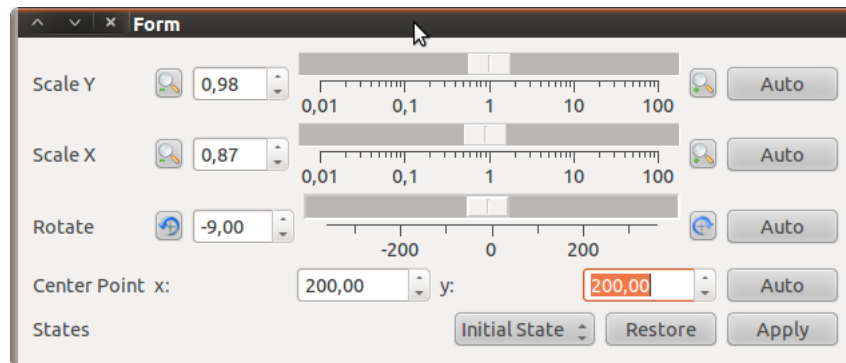 Form
Scale Y 0,98 Auto
0,01 0,1 1 10 100
Scale X 0,87 Auto
0,01 0,1 1 10 100
Rotate -9,00 Auto
-200 0 200
Center Point x: 200,00 y: 200,00 Auto
States Initial State Restore Apply